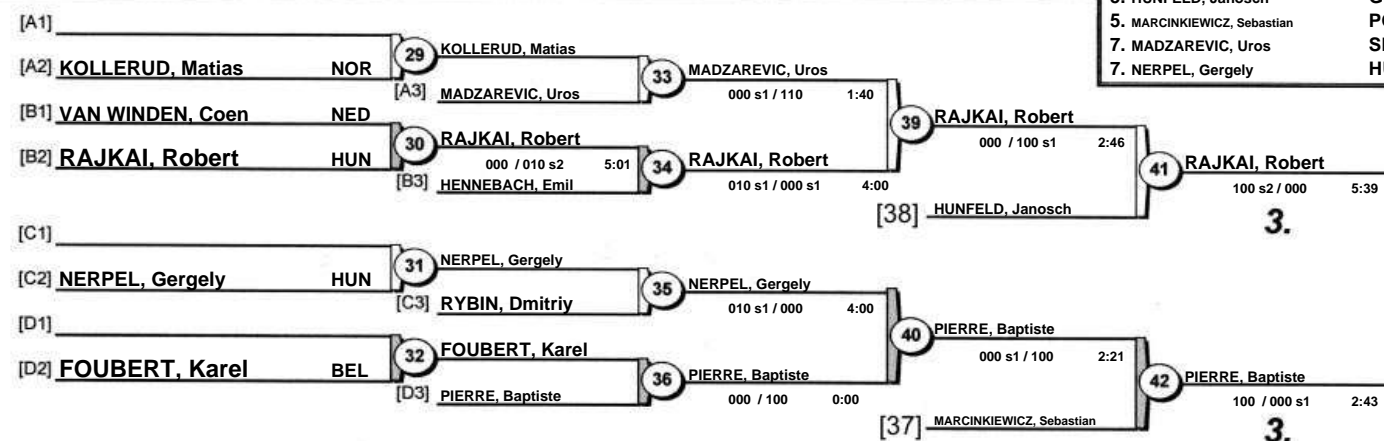 5. MARCINKIEWICZ, Sebastian
7. MADZAREVIC, Uros
7. NERPEL, Gergely
[A1]
[A2] KOLLERUD, Matias NOR
29 KOLLERUD, Matias
[A3] MADZAREVIC, Uros
33 MADZAREVIC, Uros
000 s1 / 110 1:40
[B1] VAN WINDEN, Coen NED
[B2] RAJKAI, Robert HUN
30 RAJKAI, Robert
000 / 010 s2 5:01
[B3] HENNEBACH, Emil
34 RAJKAI, Robert
010 s1 / 000 s1 4:00
39 RAJKAI, Robert
000 / 100 s1 2:46
[38] HUNFELD, Janosch
41 RAJKAI, Robert
100 s2 / 000 5:39
3.
[C1]
[C2] NERPEL, Gergely HUN
31 NERPEL, Gergely
[C3] RYBIN, Dmitriy
35 NERPEL, Gergely
010 s1 / 000 4:00
[D1]
[D2] FOUBERT, Karel BEL
32 FOUBERT, Karel
[D3] PIERRE, Baptiste
36 PIERRE, Baptiste
000 / 100 0:00
40 PIERRE, Baptiste
000 s1 / 100 2:21
[37] MARCINKIEWICZ, Sebastian
42 PIERRE, Baptiste
100 / 000 s1 2:43
3.